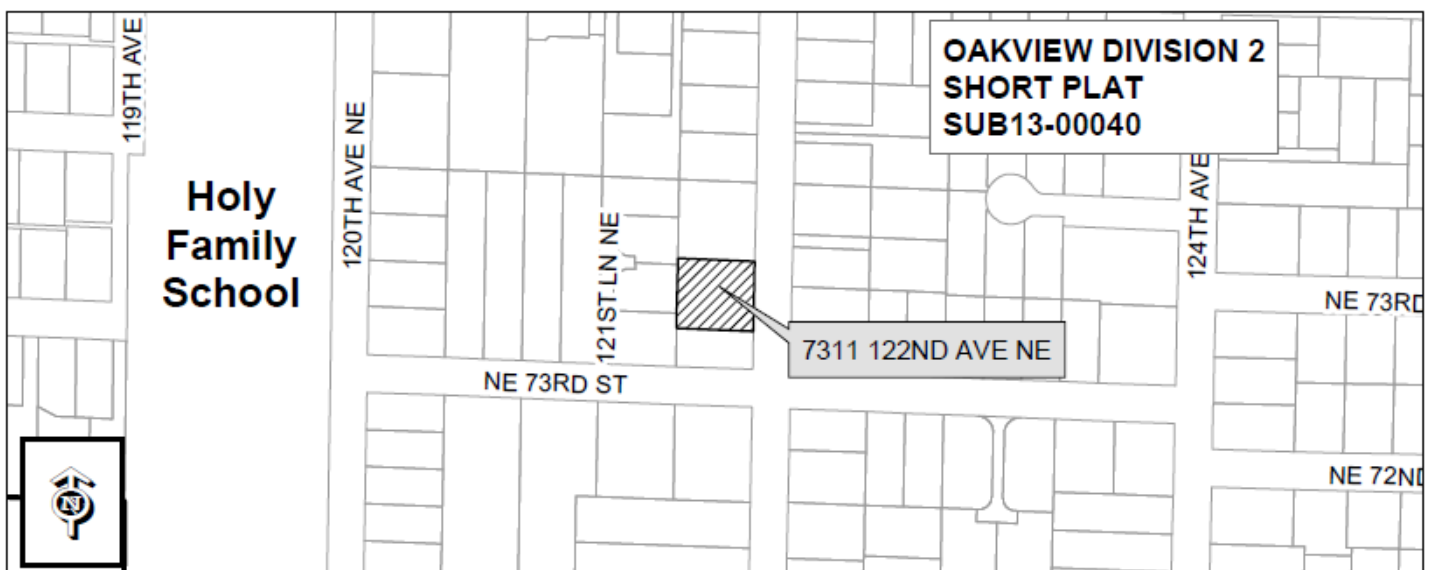 OAKVIEW DIVISION 2
SHORT PLAT
SUB13-00040
119TH AVE
120TH AVE NE
Holy
Family
School
121ST LN NE
124TH AVE
NE 73RD
7311 122ND AVE NE
NE 73RD ST
NE 72ND
N